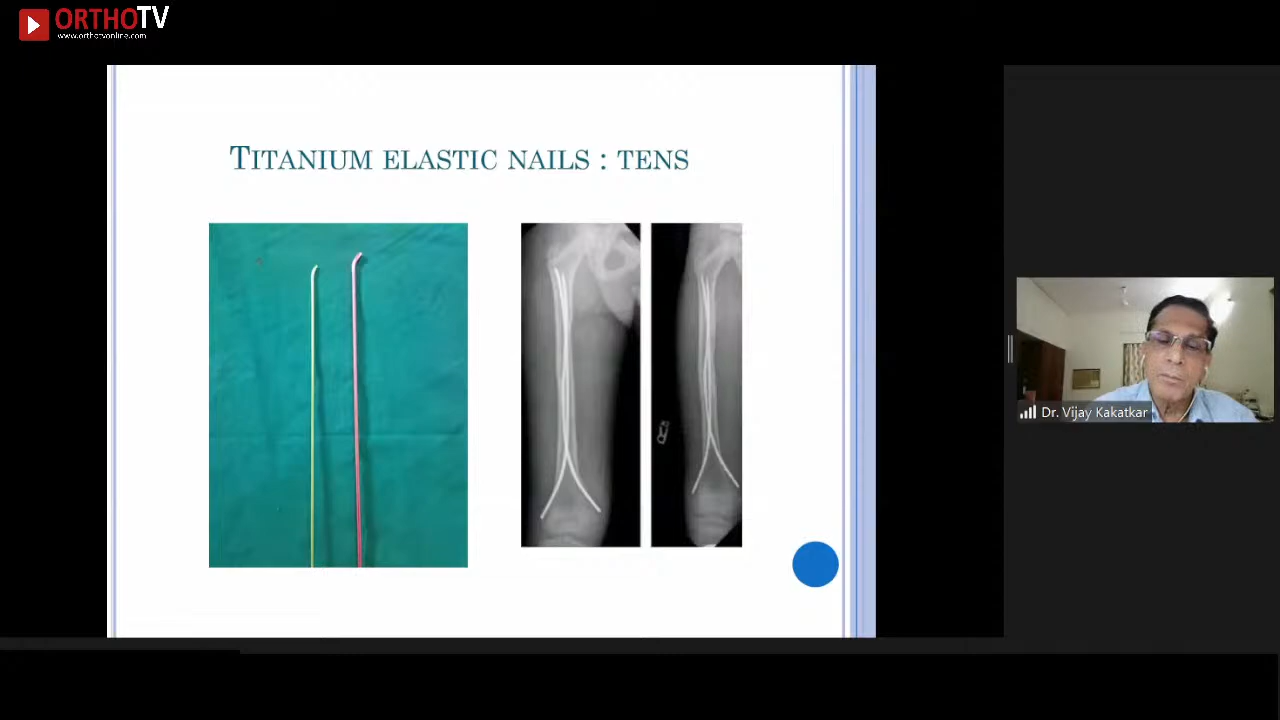 ORTHOTV
www.orthotvonline.com
TITANIUM ELASTIC NAILS : TENS
Dr. Vijay Kakatkar